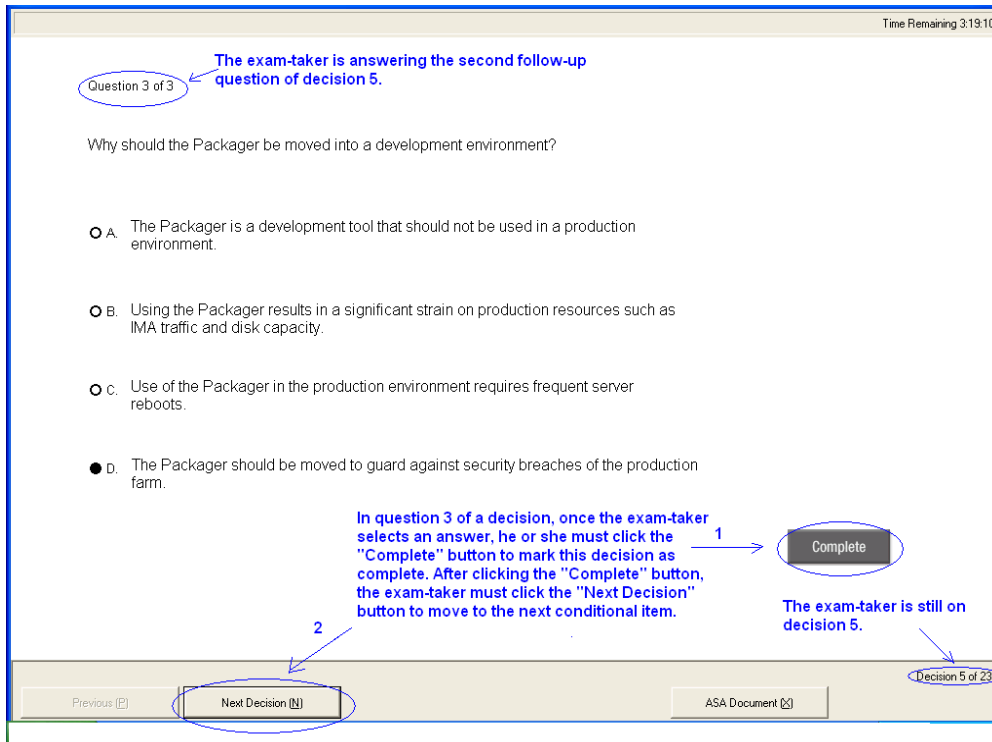 Time Remaining 3:19:10
The exam-taker is answering the second follow-up
question of decision 5.
Question 3 of 3
Why should the Packager be moved into a development environment?
A. The Packager is a development tool that should not be used in a production
environment.
B. Using the Packager results in a significant strain on production resources such as
IMA traffic and disk capacity.
C. Use of the Packager in the production environment requires frequent server
reboots.
D. The Packager should be moved to guard against security breaches of the production
farm.
In question 3 of a decision, once the exam-taker
selects an answer, he or she must click the
"Complete" button to mark this decision as
complete. After clicking the "Complete" button,
the exam-taker must click the "Next Decision"
button to move to the next conditional item.
1
Complete
The exam-taker is still on
decision 5.
2
Decision 5 of 23
Previous (P)
Next Decision (N)
ASA Document (X)